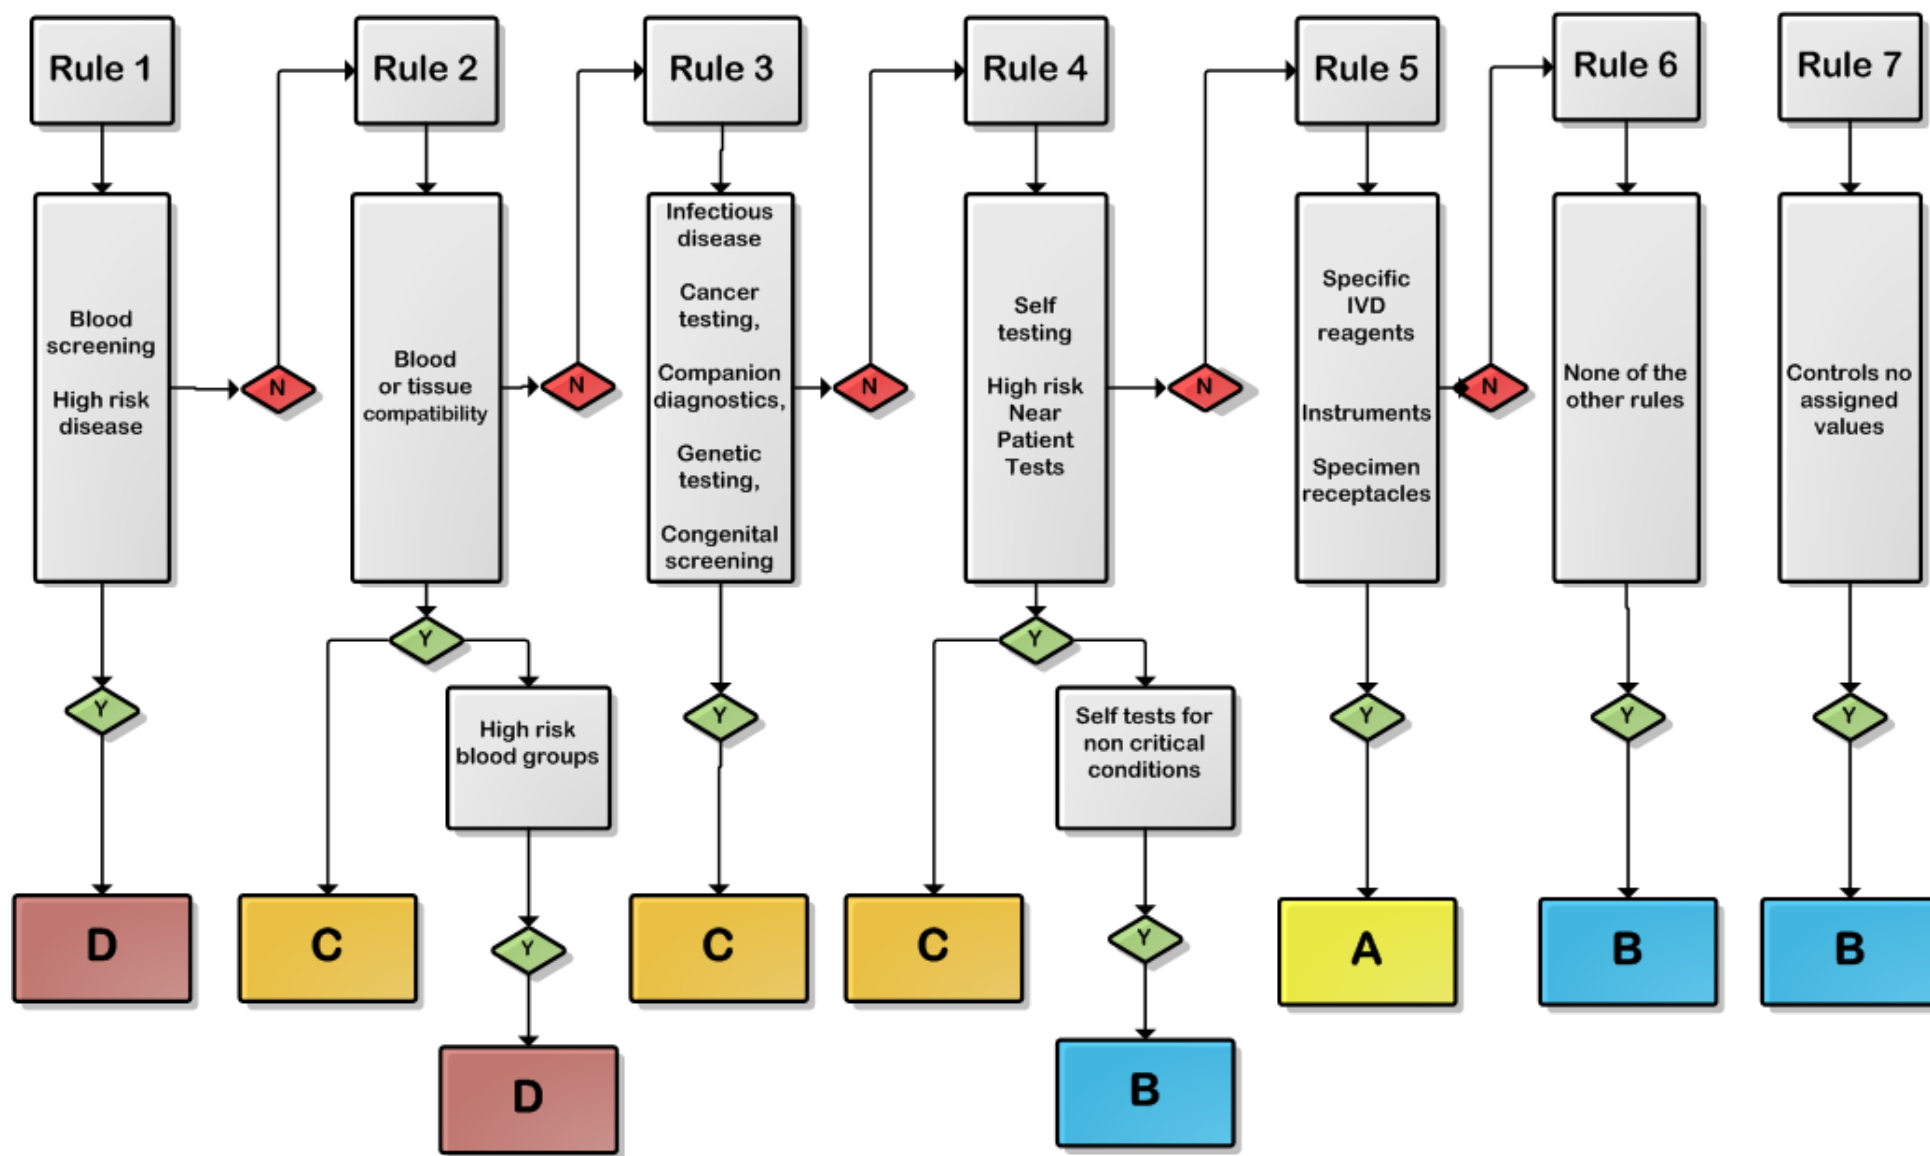 Rule 1
Rule 2
Rule 3
Rule 4
Rule 5
Rule 6
Rule 7
Blood
screening
High risk
disease
N
Blood
or tissue
compatibility
N
Infectious
disease
Cancer
testing,
Companion
diagnostics,
Genetic
testing,
Congenital
screening
N
Self
testing
High risk
Near
Patient
Tests
N
Specific
IVD
reagents
Instruments
Specimen
receptacles
N
None of the
other rules
Controls no
assigned
values
Y
Y
High risk
blood groups
Y
Y
Y
Self tests for
non critical
conditions
Y
Y
Y
Y
D
C
D
C
C
B
A
B
B